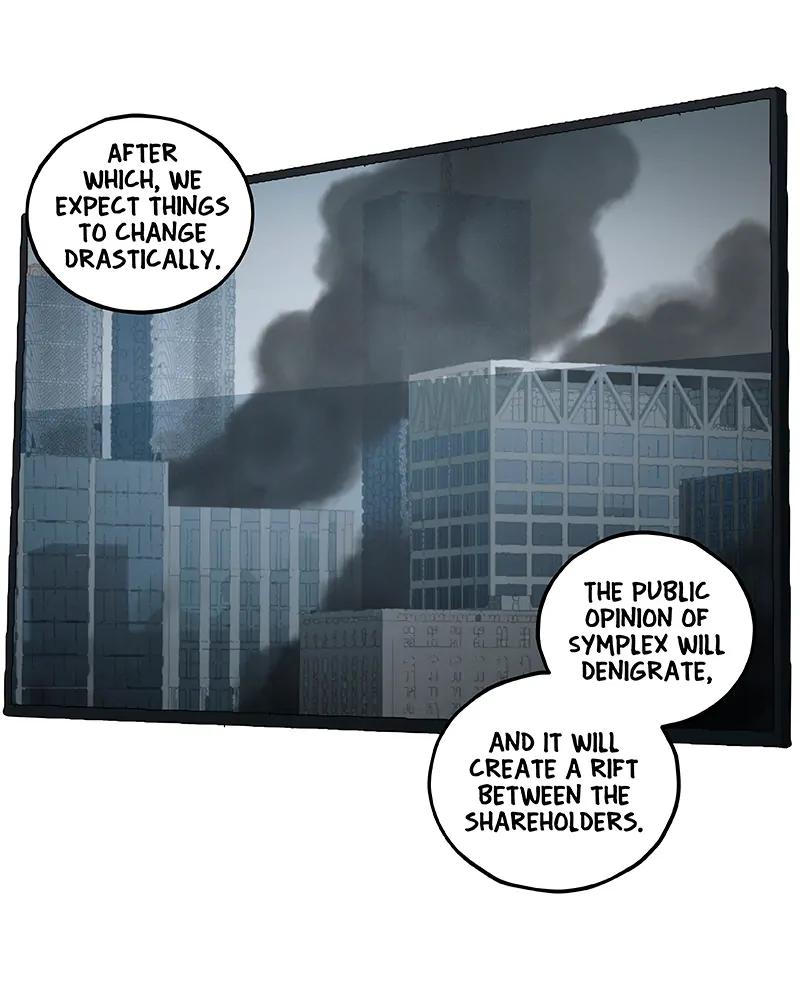 AFTER
WHICH, WE
EXPECT THINGS
TO CHANGE
DRASTICALLY.
THE PUBLIC
OPINION OF
SYMPLEX WILL
DENIGRATE,
AND IT WILL
CREATE A RIFT
BETWEEN THE
SHAREHOLDERS.